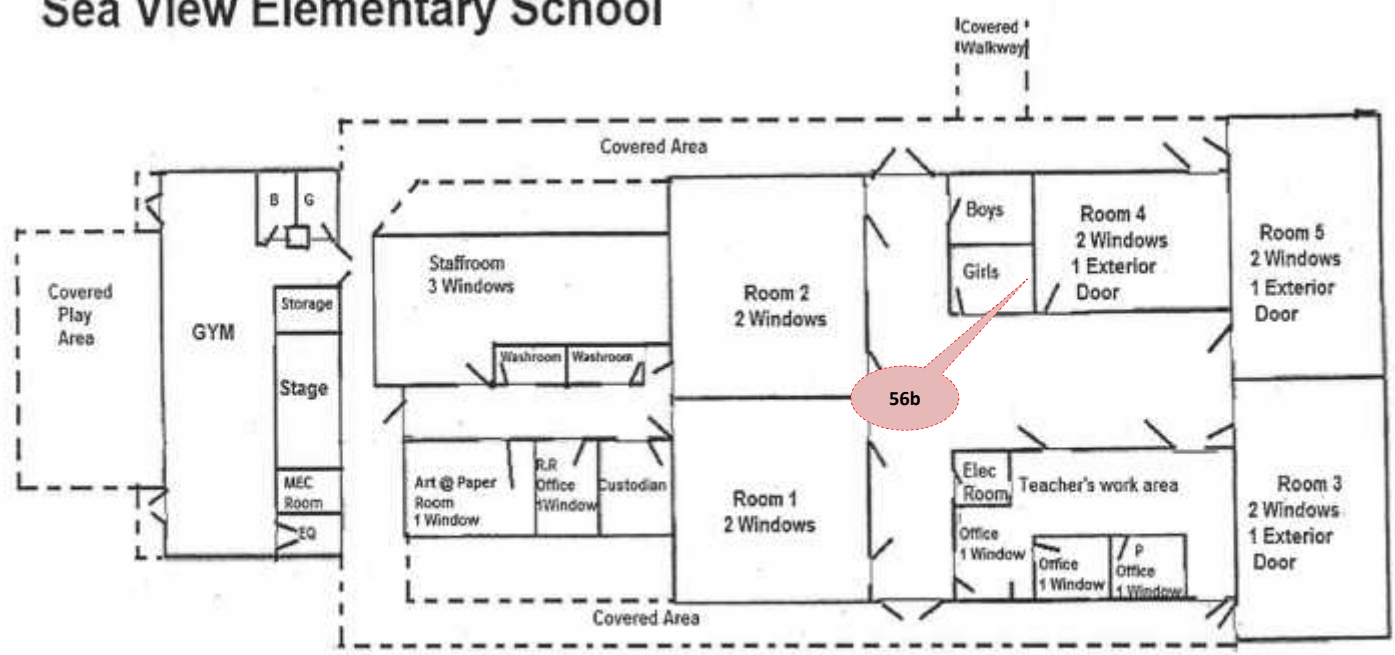 Sea View Elementary School
Covered
Walkway
Covered Area
B
G
Boys
Room 4
2 Windows
1 Exterior
Door
Room 5
2 Windows
1 Exterior
Door
Staffroom
3 Windows
Girls
Covered
Play
Area
Storage
GYM
Room 2
2 Windows
Washroom
Washroom
Stage
56b
MEC
Room
EQ
Art @ Paper
Room
1 Window
R.R
Office
1Window
Custodian
Room 1
2 Windows
Elec
Room
Teacher's work area
Office
1 Window
Office
1 Window
P
Office
1 Window
Room 3
2 Windows
1 Exterior
Door
Covered Area